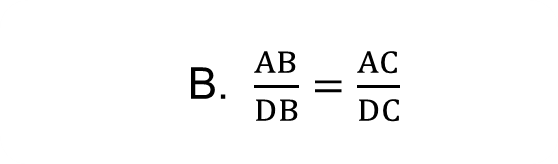 B. AB/DB = AC/DC